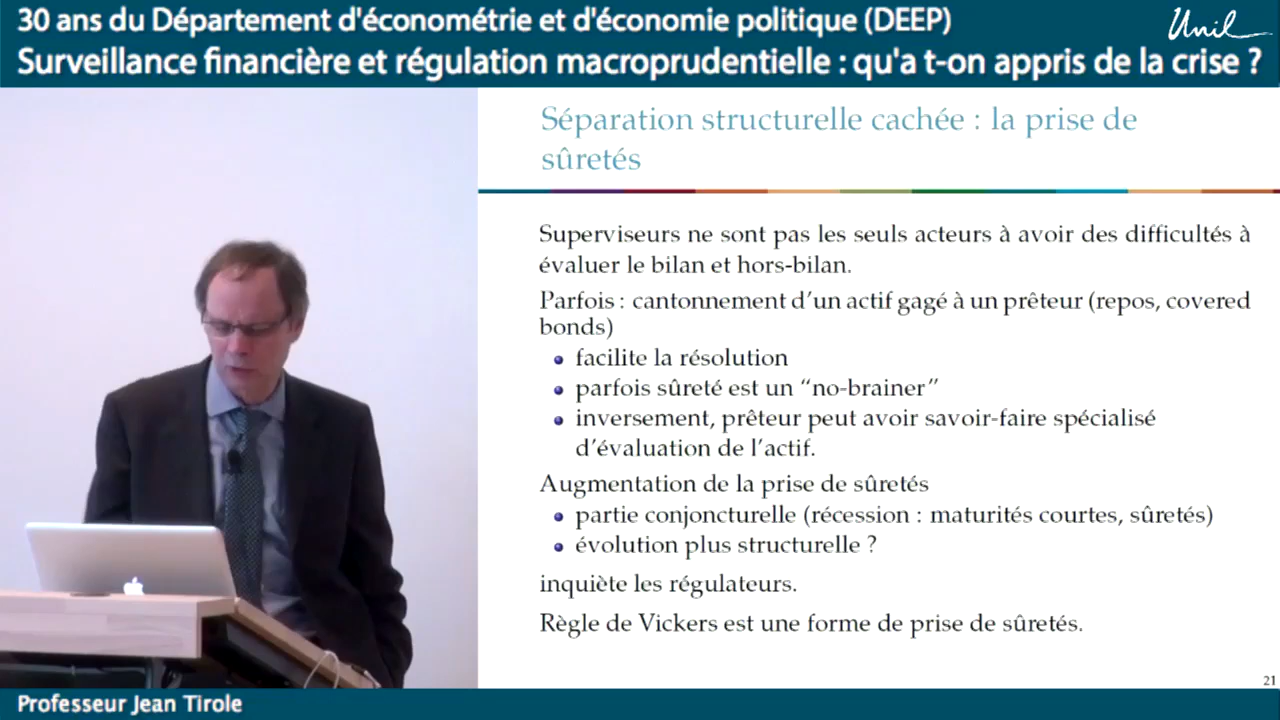 30 ans du Département d'économétrie et d'économie politique (DEEP)
Unil
Surveillance financière et régulation macroprudentielle : qu'a t-on appris de la crise ?
Séparation structurelle cachée : la prise de
sûretés
Superviseurs ne sont pas les seuls acteurs à avoir des difficultés à
évaluer le bilan et hors-bilan.
Parfois : cantonnement d'un actif gagé à un prêteur (repos, covered
bonds)
facilite la résolution
parfois sûreté est un “no-brainer”
inversement, prêteur peut avoir savoir-faire spécialisé
d'évaluation de l'actif.
Augmentation de la prise de sûretés
partie conjoncturelle (récession : maturités courtes, sûretés)
évolution plus structurelle ?
inquiète les régulateurs.
Règle de Vickers est une forme de prise de sûretés.
21
Professeur Jean Tirole